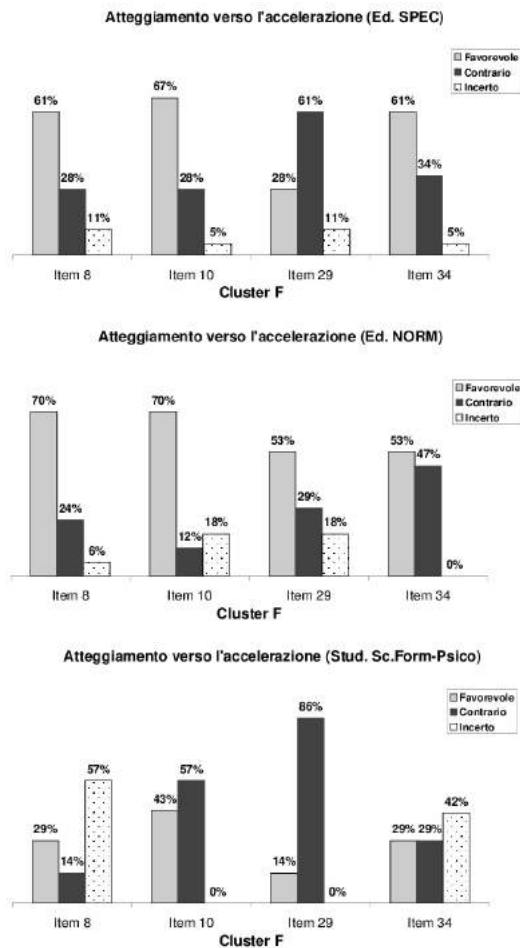 Atteggiamento verso l'accelerazione (Ed. SPEC)
Favorevole
Contrario
Incerto
61%
28%
11%
67%
28%
5%
28%
61%
11%
61%
34%
5%
Item 8 Item 10 Item 29 Item 34
Cluster F
Atteggiamento verso l'accelerazione (Ed. NORM)
Favorevole
Contrario
Incerto
70%
24%
6%
70%
12%
18%
53%
29%
18%
53%
47%
0%
Item 8 Item 10 Item 29 Item 34
Cluster F
Atteggiamento verso l'accelerazione (Stud. Sc.Form-Psico)
Favorevole
Contrario
Incerto
29%
14%
57%
43%
57%
0%
14%
86%
0%
29%
29%
42%
Item 8 Item 10 Item 29 Item 34
Cluster F